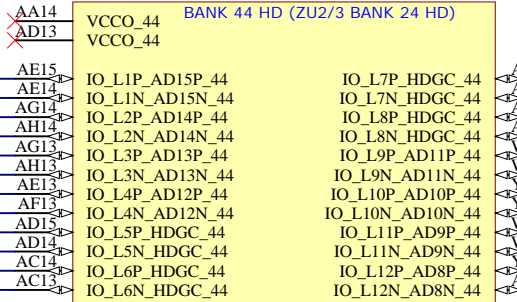 BANK 44 HD (ZU2/3 BANK 24 HD)
AA14 VCCO_44
AD13 VCCO_44
AE15 IO_L1P_AD15P_44 IO_L7P_HDGC_44
AE14 IO_L1N_AD15N_44 IO_L7N_HDGC_44
AG14 IO_L2P_AD14P_44 IO_L8P_HDGC_44
AH14 IO_L2N_AD14N_44 IO_L8N_HDGC_44
AG13 IO_L3P_AD13P_44 IO_L9P_AD11P_44
AH13 IO_L3N_AD13N_44 IO_L9N_AD11N_44
AE13 IO_L4P_AD12P_44 IO_L10P_AD10P_44
AF13 IO_L4N_AD12N_44 IO_L10N_AD10N_44
AD15 IO_L5P_HDGC_44 IO_L11P_AD9P_44
AD14 IO_L5N_HDGC_44 IO_L11N_AD9N_44
AC14 IO_L6P_HDGC_44 IO_L12P_AD8P_44
AC13 IO_L6N_HDGC_44 IO_L12N_AD8N_44